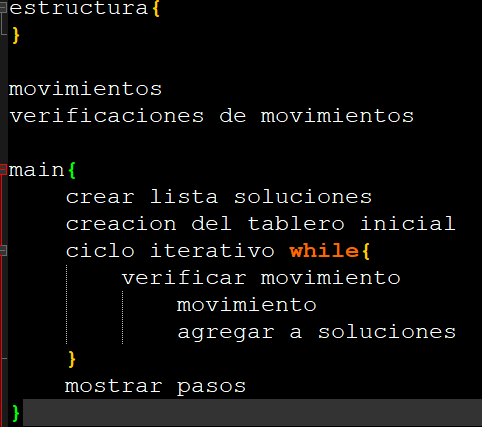 estructura{
}
movimientos
verificaciones de movimientos
main{
crear lista soluciones
creacion del tablero inicial
ciclo iterativo while{
verificar movimiento
movimiento
agregar a soluciones
}
mostrar pasos
}